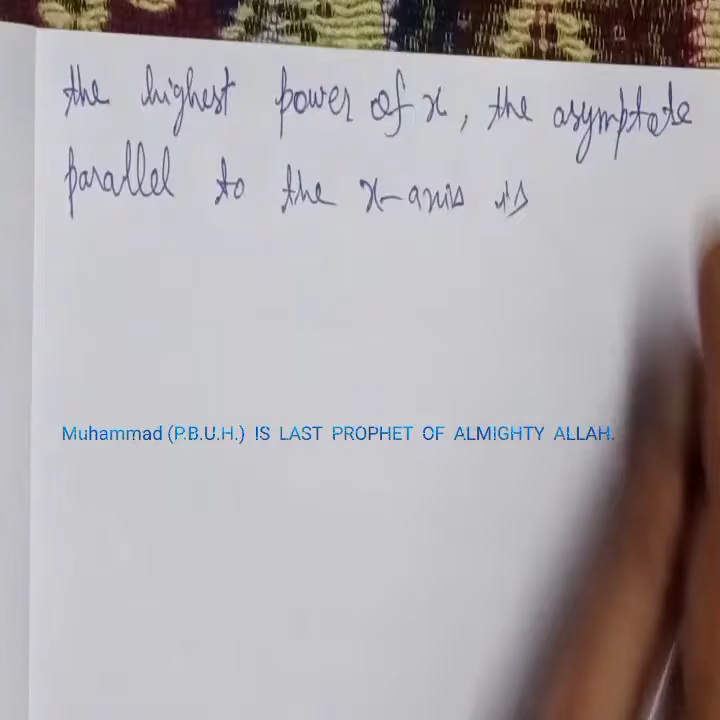 the highest power of x, the asymptote
parallel to the x-axis is
Muhammad (P.B.U.H.) IS LAST PROPHET OF ALMIGHTY ALLAH.